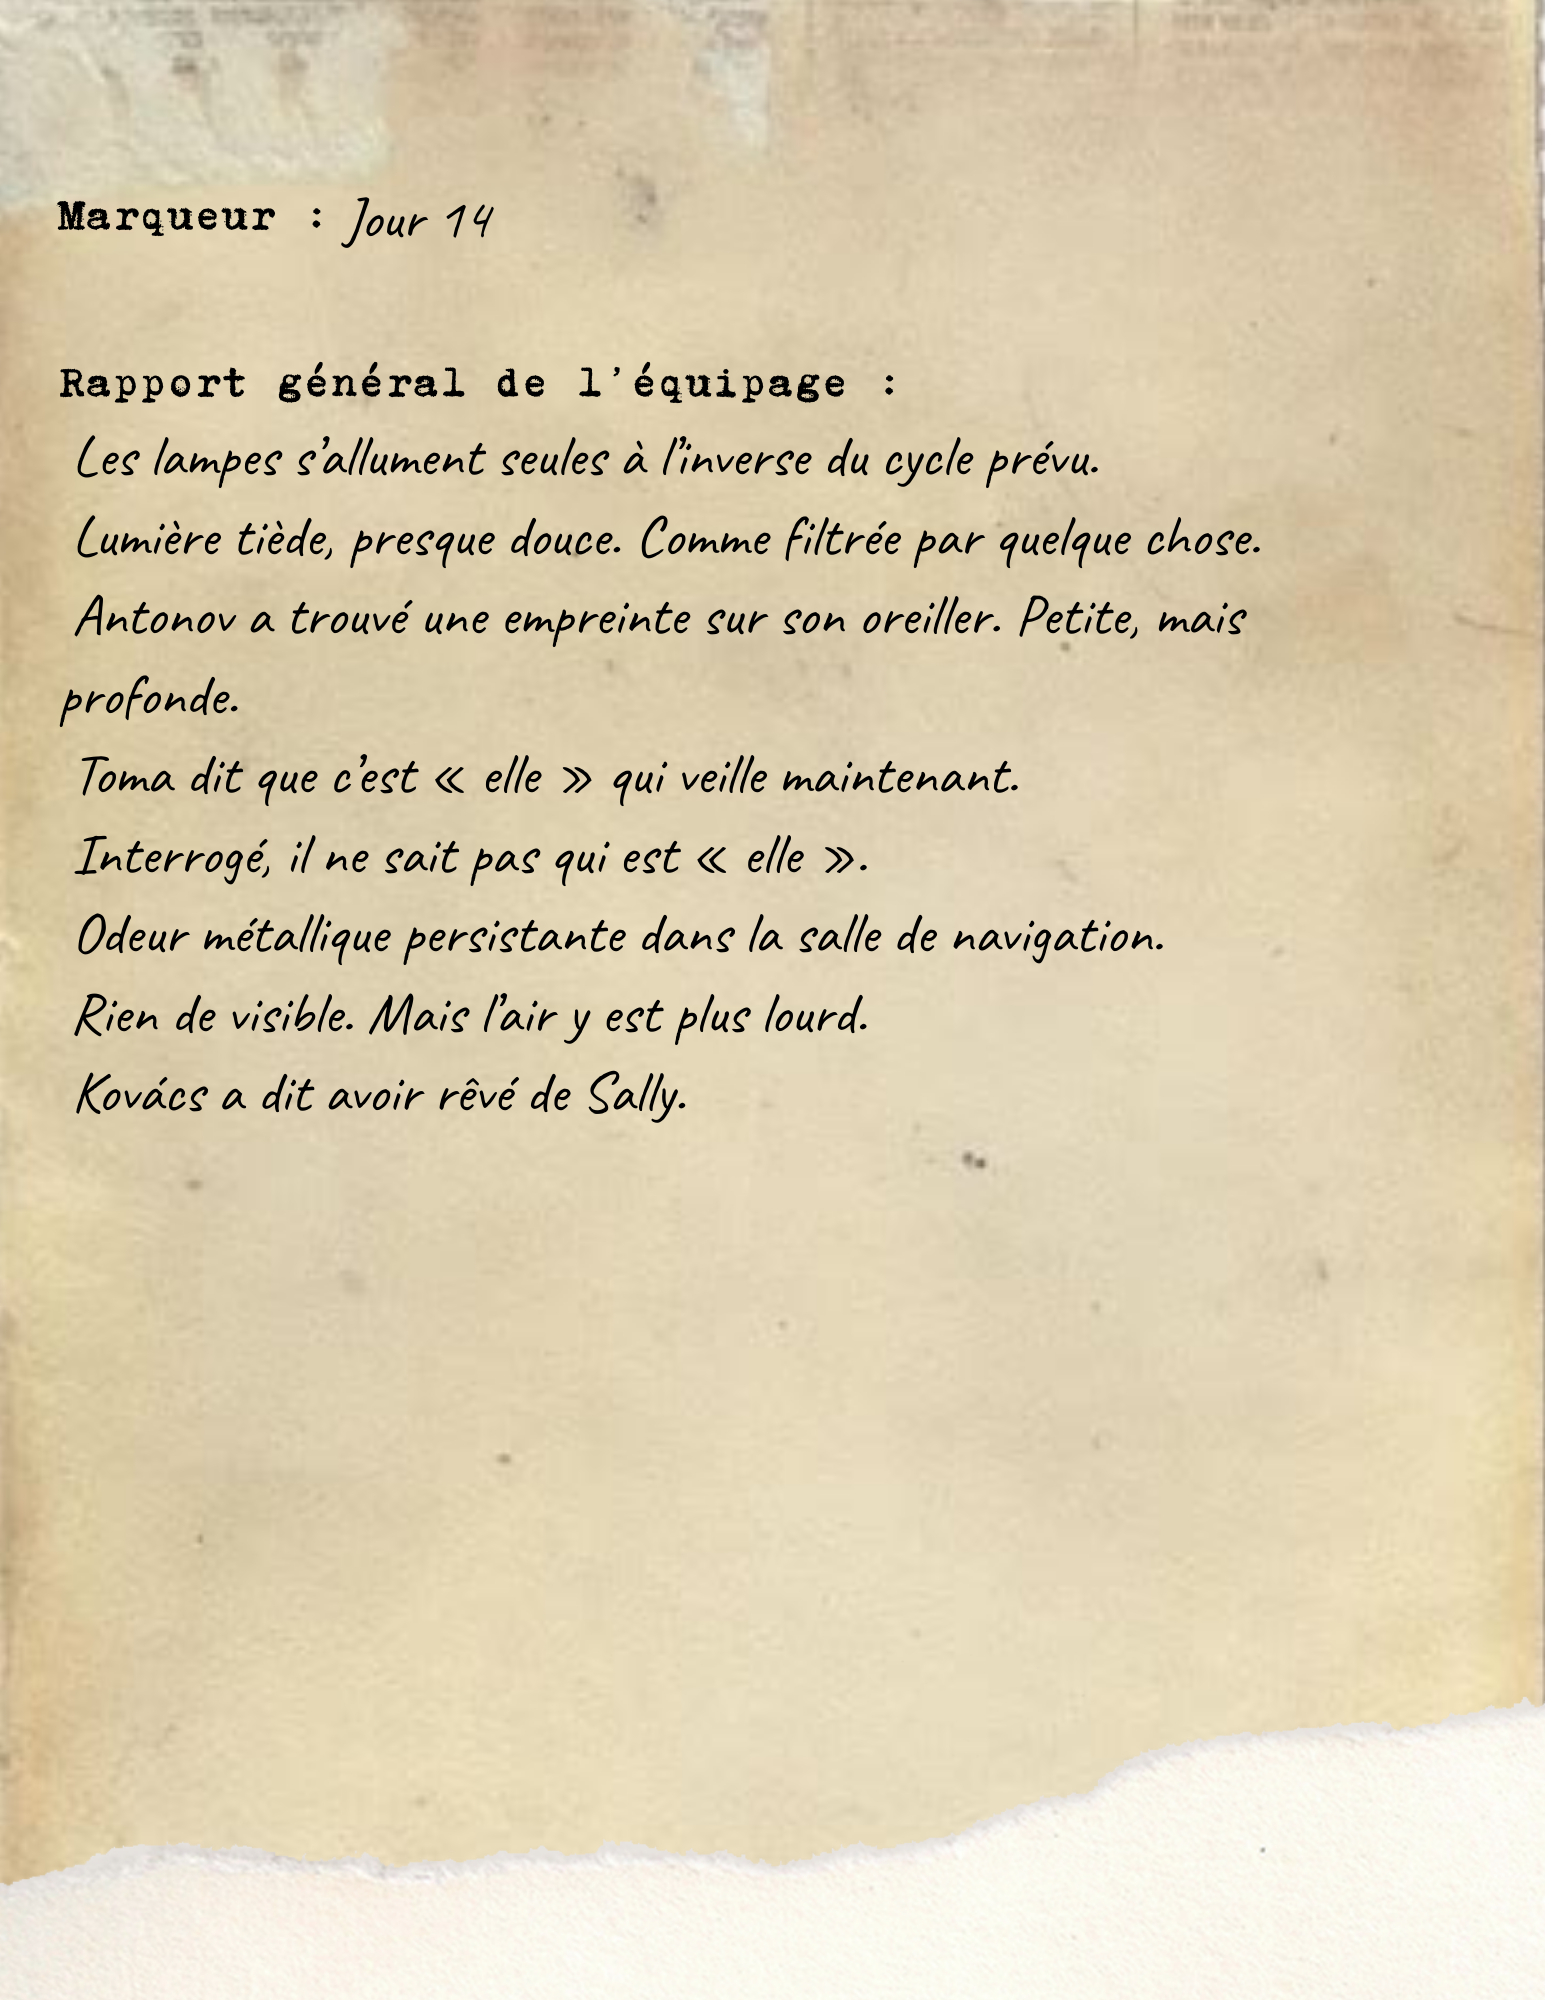 Marqueur : Jour 14
Rapport général de l'équipage :
Les lampes s’allument seules à l’inverse du cycle prévu.
Lumière tiède, presque douce. Comme filtrée par quelque chose.
Antonov a trouvé une empreinte sur son oreiller. Petite, mais
profonde.
Toma dit que c’est « elle » qui veille maintenant.
Interrogé, il ne sait pas qui est « elle ».
Odeur métallique persistante dans la salle de navigation.
Rien de visible. Mais l’air y est plus lourd.
Kovács a dit avoir rêvé de Sally.